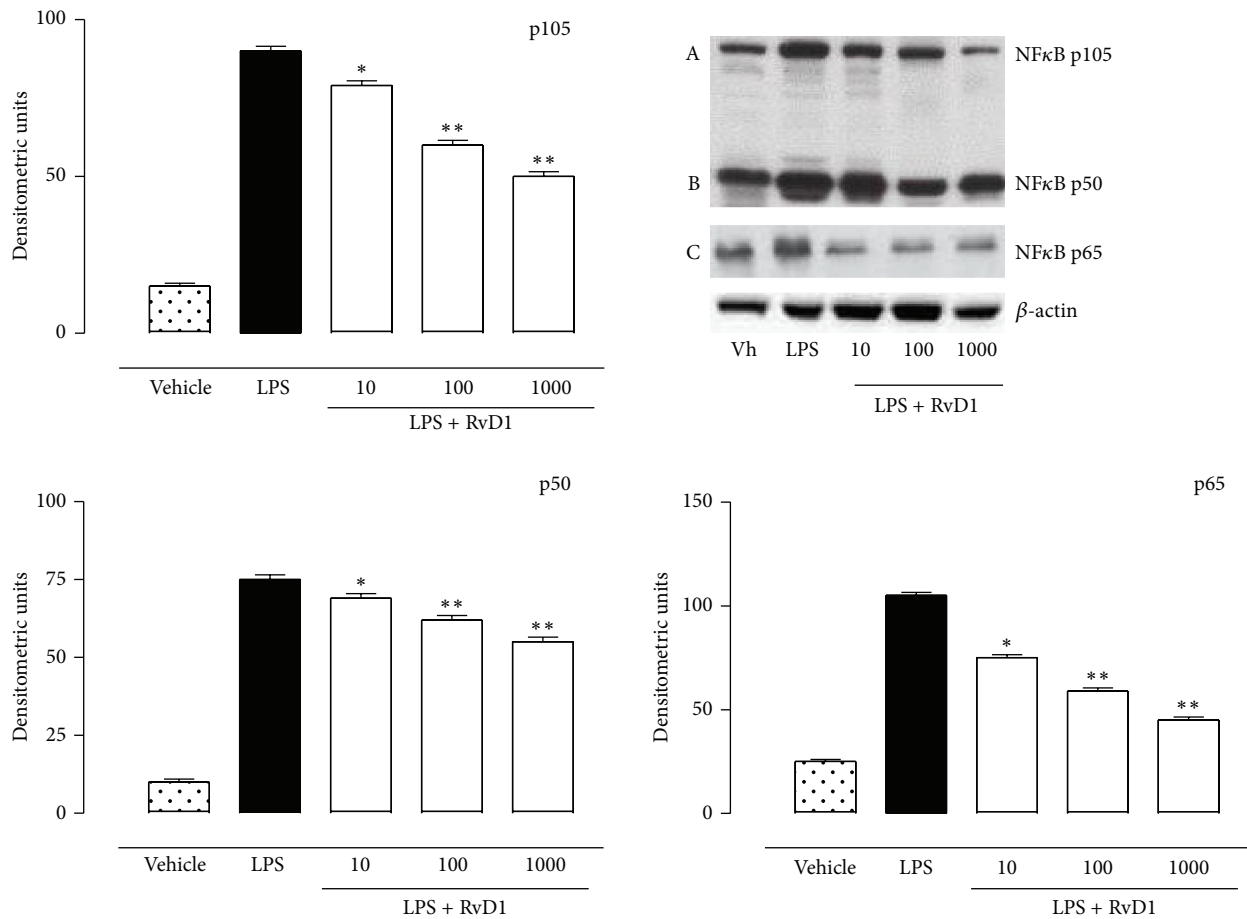 p105
100
50
0
Densitometric units
*
**
**
Vehicle LPS 10 100 1000
LPS + RvD1
A NFκB p105
B NFκB p50
C NFκB p65
β-actin
Vh LPS 10 100 1000
LPS + RvD1
p50
100
75
50
25
0
Densitometric units
*
**
**
Vehicle LPS 10 100 1000
LPS + RvD1
p65
150
100
50
0
Densitometric units
*
**
**
Vehicle LPS 10 100 1000
LPS + RvD1